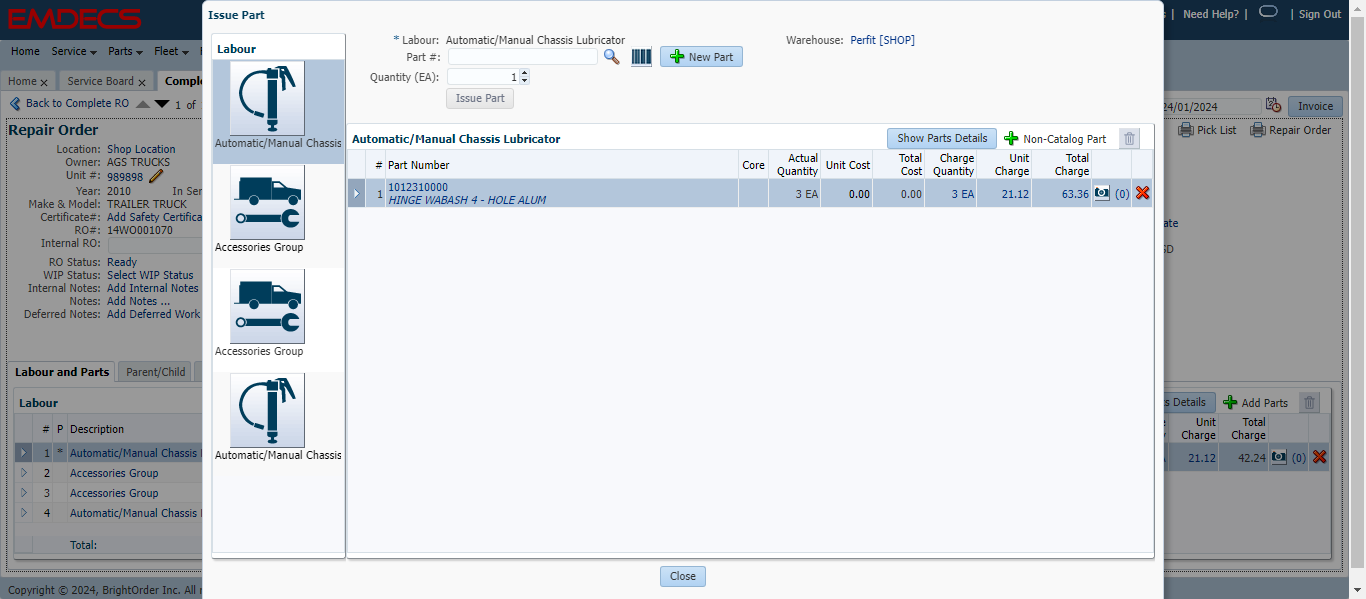 EMDECS
| Need Help? | | Sign Out
Home Service Parts Fleet
Home x Service Board x
Back to Complete RO 1 of
24/01/2024 Invoice
Pick List Repair Order
Repair Order
Location: Shop Location
Owner: AGS TRUCKS
Unit #: 989898
Year: 2010 In Ser
Make & Model: TRAILER TRUCK
Certificate#: Add Safety Certifica
RO#: 14WO001070
Internal RO:
RO Status: Ready
WIP Status: Select WIP Status
Internal Notes: Add Internal Notes
Notes: Add Notes ...
Deferred Notes: Add Deferred Work
Labour and Parts Parent/Child
Labour
# P Description
1 * Automatic/Manual Chassis
2 Accessories Group
3 Accessories Group
4 Automatic/Manual Chassis
Total:
Copyright © 2024, BrightOrder Inc. All
Issue Part
Labour
Automatic/Manual Chassis
Accessories Group
Accessories Group
Automatic/Manual Chassis
* Labour: Automatic/Manual Chassis Lubricator
Warehouse: Perfit [SHOP]
Part #: New Part
Quantity (EA): 1
Issue Part
Automatic/Manual Chassis Lubricator Show Parts Details Non-Catalog Part
# Part Number Core Actual Quantity Unit Cost Total Cost Charge Quantity Unit Charge Total Charge
1 1012310000 3 EA 0.00 0.00 3 EA 21.12 63.36 (0)
HINGE WABASH 4 - HOLE ALUM
Close
s Details Add Parts
Unit Charge Total Charge
21.12 42.24 (0)